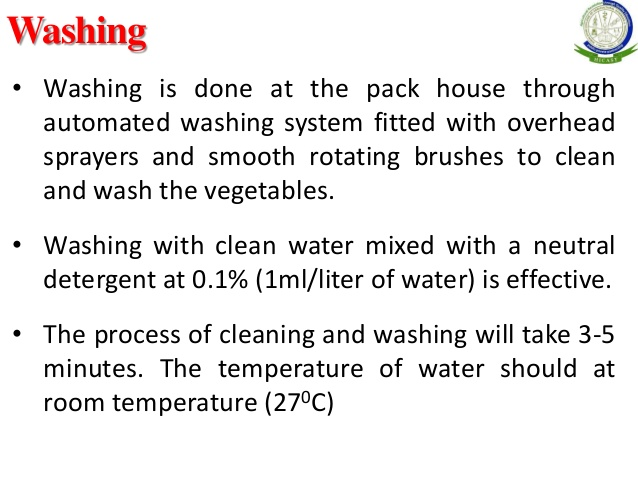 Washing
• Washing is done at the pack house through
automated washing system fitted with overhead
sprayers and smooth rotating brushes to clean
and wash the vegetables.
• Washing with clean water mixed with a neutral
detergent at 0.1% (1ml/liter of water) is effective.
• The process of cleaning and washing will take 3-5
minutes. The temperature of water should at
room temperature (27⁰C)